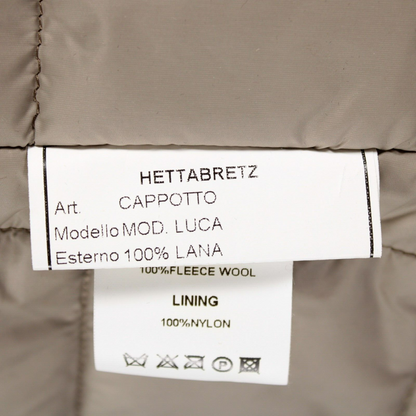 HETTABRETZ
Art. CAPPOTTO
Modello MOD. LUCA
Esterno 100% LANA
100%FLEECE WOOL
LINING
100%NYLON